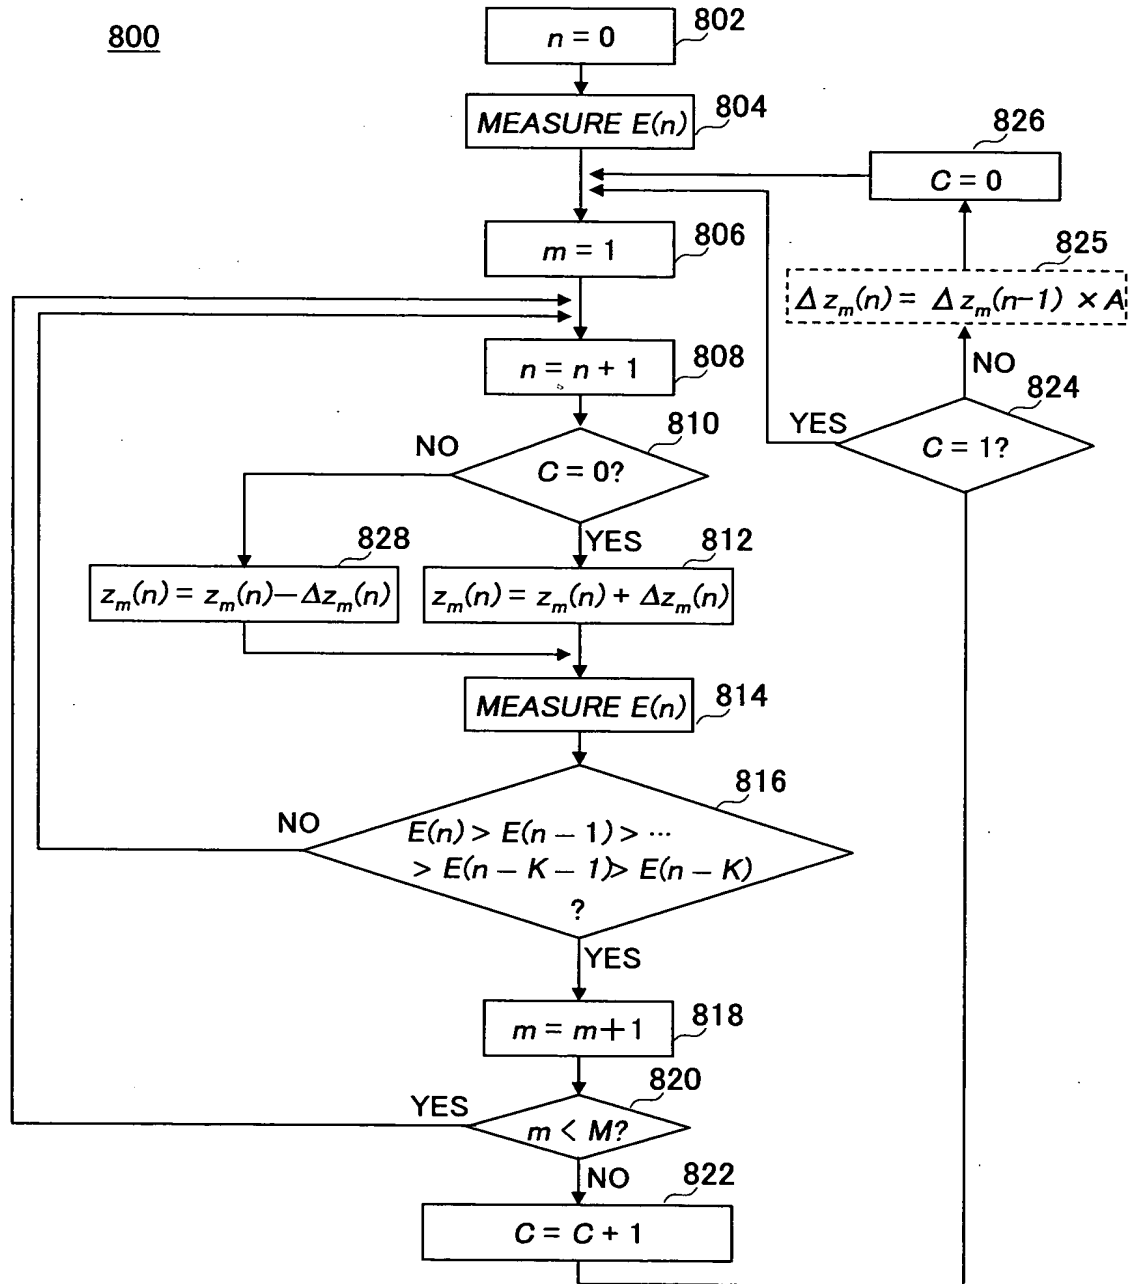 800
n = 0
802
MEASURE E(n)
804
826
C = 0
m = 1
806
825
Δz_m(n) = Δz_m(n-1) × A
n = n + 1
808
NO
824
810
YES
C = 1?
NO
C = 0?
YES
828
812
z_m(n) = z_m(n) − Δz_m(n)
z_m(n) = z_m(n) + Δz_m(n)
MEASURE E(n)
814
816
NO
E(n) > E(n − 1) > ···
> E(n − K − 1) > E(n − K)
?
YES
m = m + 1
818
820
YES
m < M?
NO
822
C = C + 1